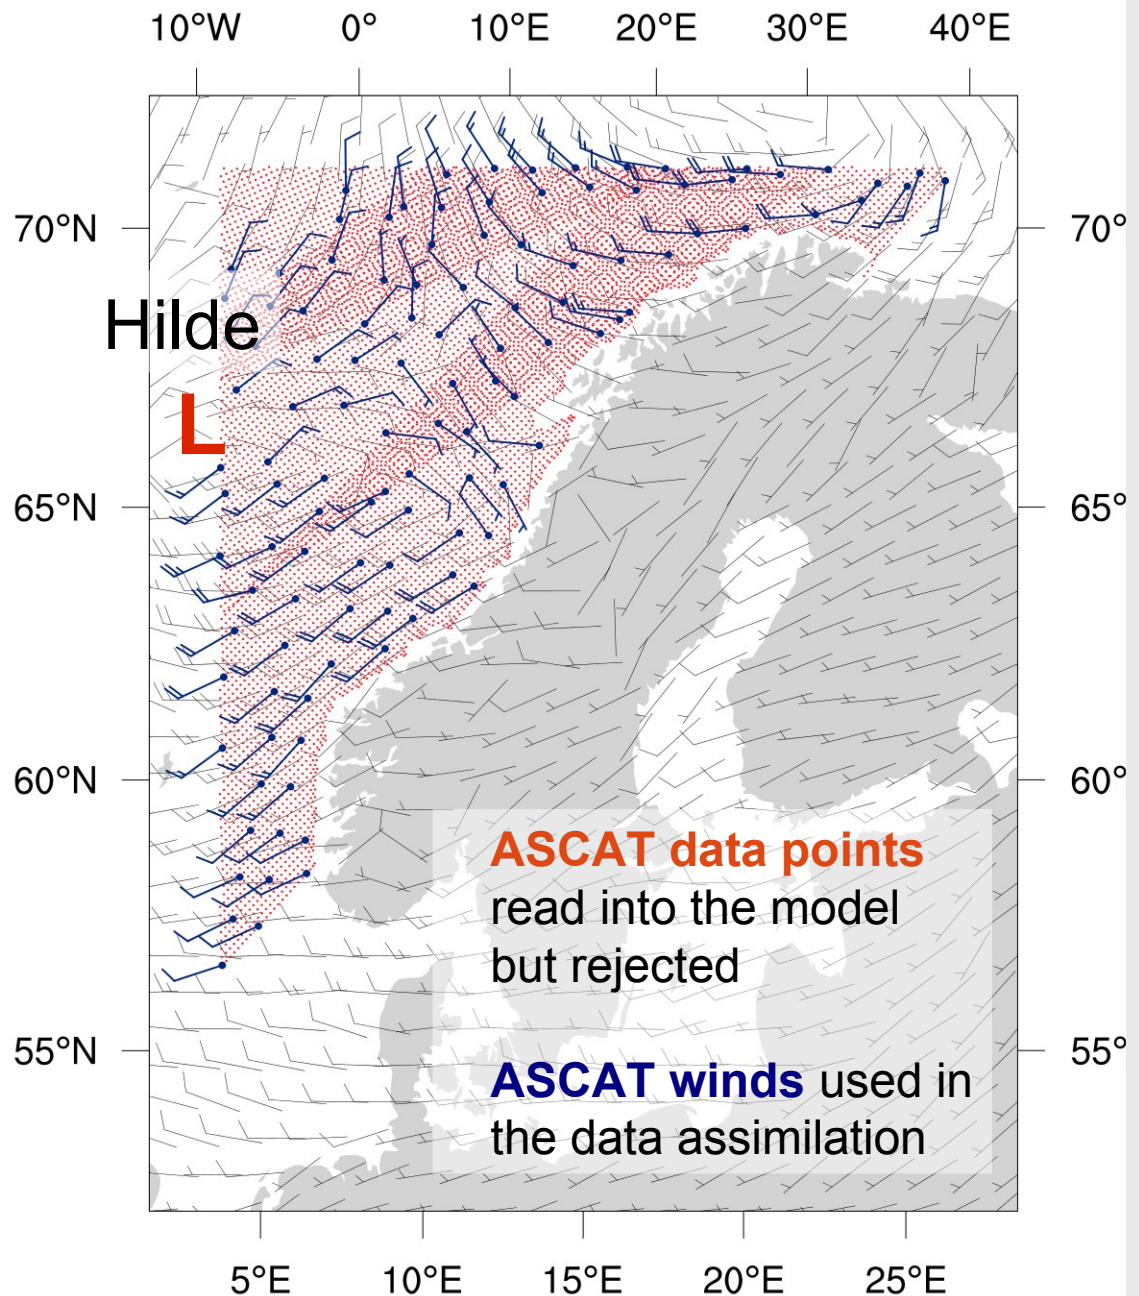 10°W 0° 10°E 20°E 30°E 40°E
70°N 70°
Hilde
L
65°N 65°
60°N 60°
ASCAT data points
read into the model
but rejected
55°N 55°
ASCAT winds used in
the data assimilation
5°E 10°E 15°E 20°E 25°E